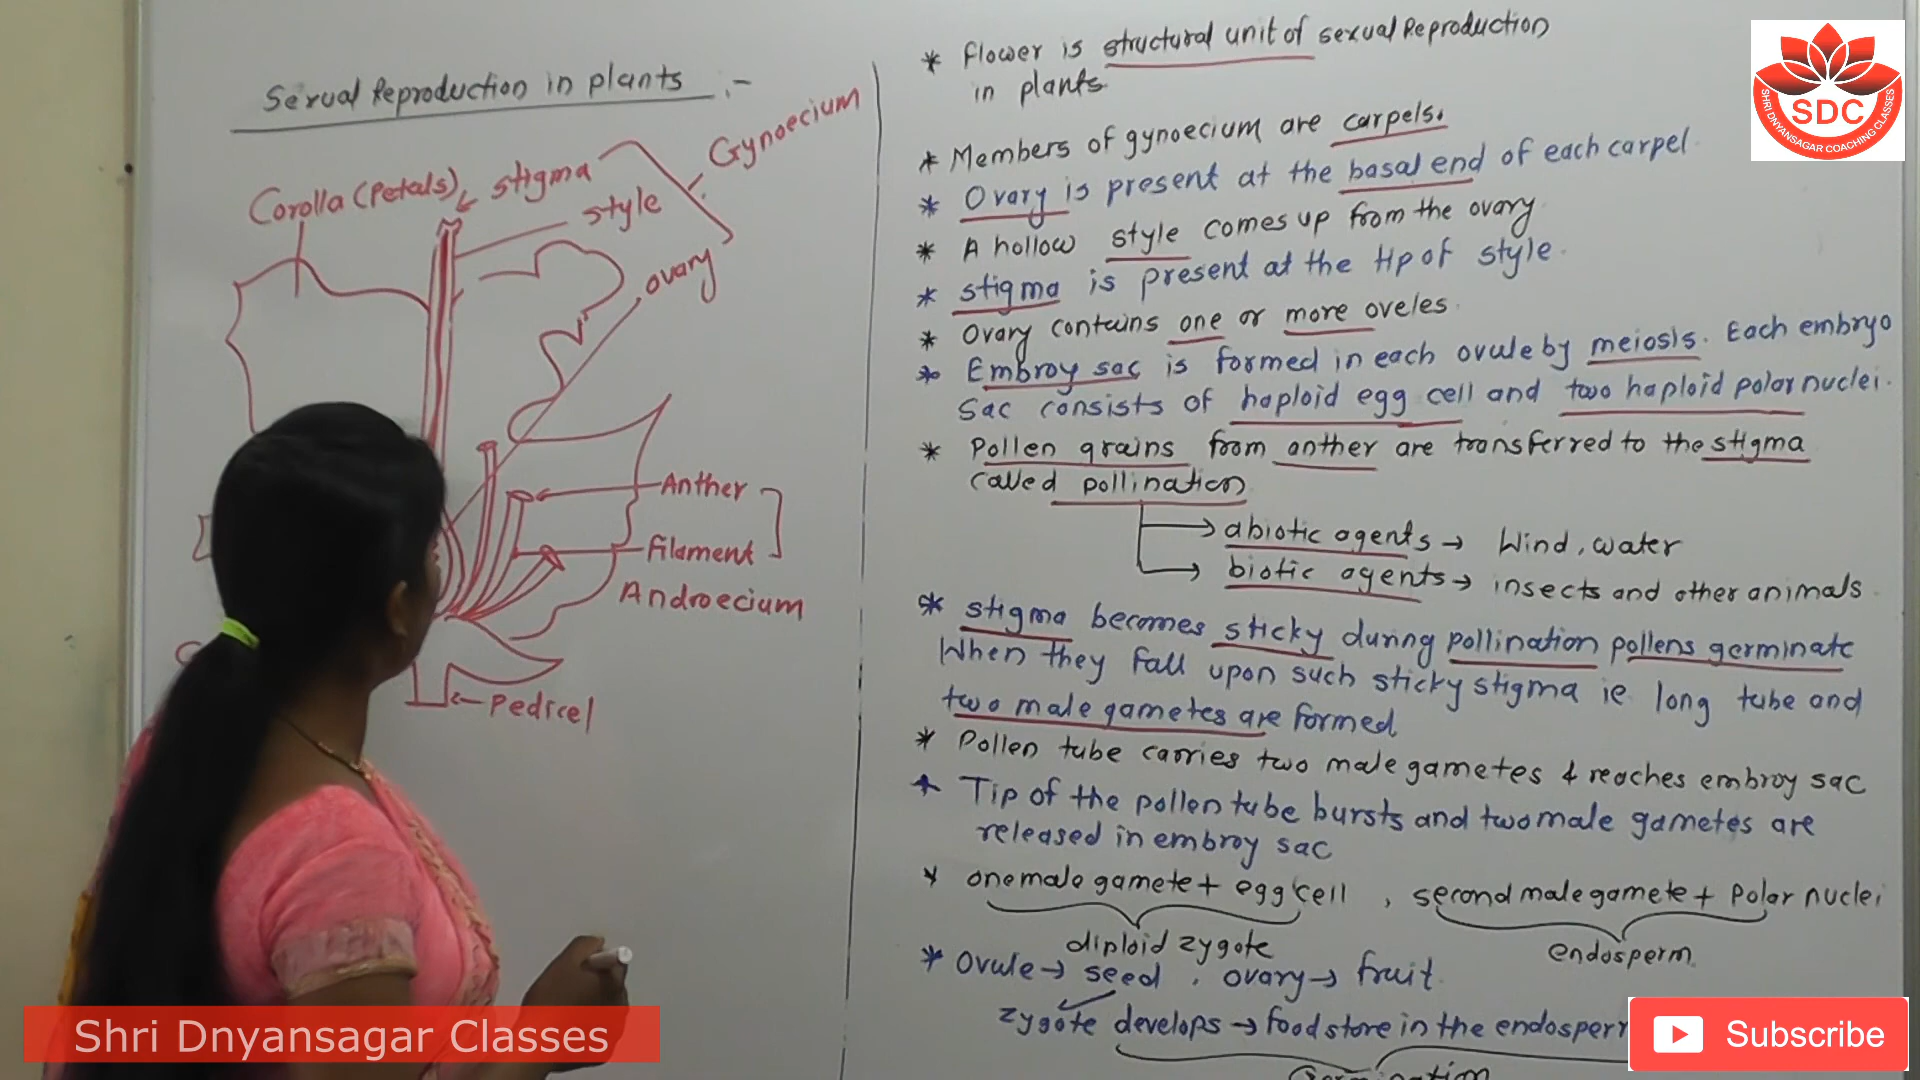 Sexual Reproduction in plants :-
Corolla (Petals)
stigma
style
Gynoecium
ovary
Anther
Filament
Androecium
Pedicel
* Flower is structural unit of sexual Reproduction
in plants.
* Members of gynoecium are carpels.
* Ovary is present at the basal end of each carpel.
* A hollow style comes up from the ovary
* Stigma is present at the tip of style.
* Ovary contains one or more oveles.
* Embroy sac is formed in each ovule by meiosis. Each embryo
sac consists of haploid egg cell and two haploid polar nuclei.
* Pollen grains from anther are transferred to the stigma
called pollination
→ abiotic agents → Wind, water
→ biotic agents → insects and other animals.
* stigma becomes sticky during pollination pollens germinate
When they fall upon such sticky stigma ie long tube and
two male gametes are formed
* Pollen tube carries two male gametes & reaches embroy sac
* Tip of the pollen tube bursts and two male gametes are
released in embroy sac
* one male gamete + egg cell , second male gamete + Polar nuclei
diploid zygote
endosperm.
* Ovule → seed , ovary → fruit.
zygote develops → food store in the endosper
Germination
SDC
SHRI DNYANSAGAR COACHING CLASSES
Shri Dnyansagar Classes
Subscribe